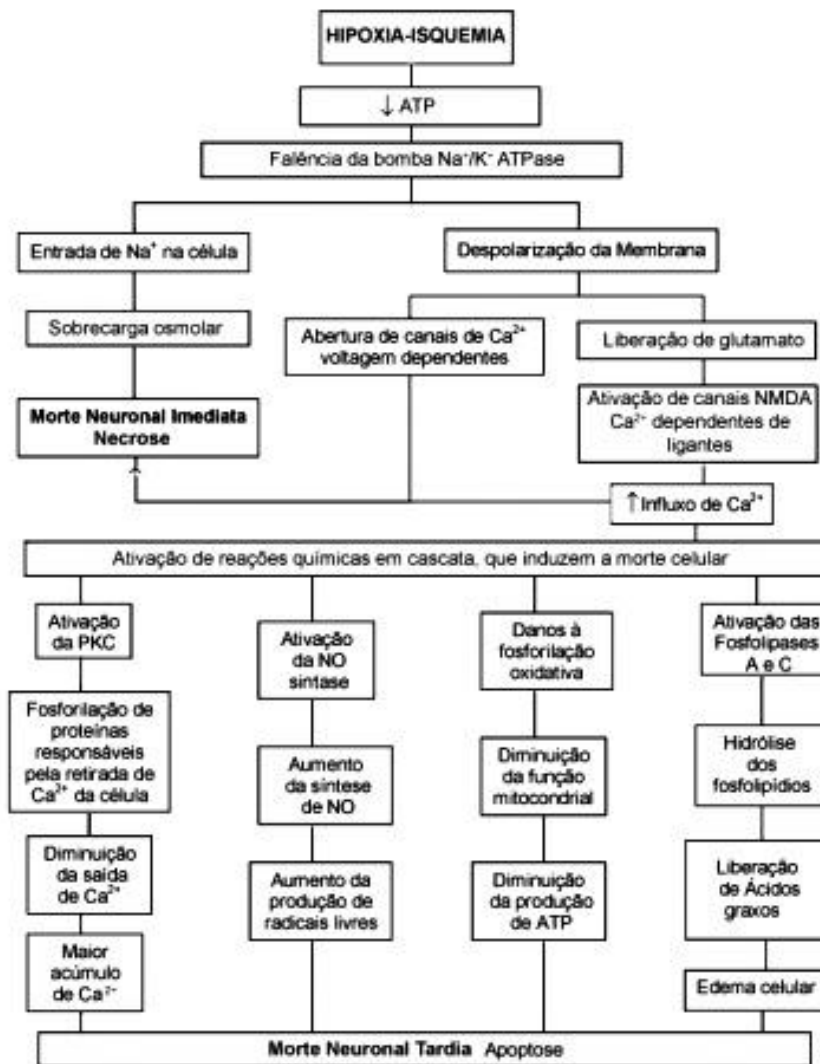 HIPOXIA-ISQUEMIA
↓ ATP
Falência da bomba Na⁺/K⁻ ATPase
Entrada de Na⁺ na célula
Despolarização da Membrana
Sobrecarga osmolar
Abertura de canais de Ca²⁺
voltagem dependentes
Liberação de glutamato
Morte Neuronal Imediata
Necrose
Ativação de canais NMDA
Ca²⁺ dependentes de
ligantes
↑ Influxo de Ca²⁺
Ativação de reações químicas em cascata, que induzem a morte celular
Ativação
da PKC
Fosforilação de
proteínas
responsáveis
pela retirada de
Ca²⁺ da célula
Diminuição
da saída
de Ca²⁺
Maior
acúmulo
de Ca²⁻
Ativação
da NO
sintase
Aumento
da síntese
de NO
Aumento da
produção de
radicais livres
Danos à
fosforilação
oxidativa
Diminuição
da função
mitocondrial
Diminuição
da produção
de ATP
Ativação das
Fosfolipases
A e C
Hidrólise
dos
fosfolipídios
Liberação
de Ácidos
graxos
Edema celular
Morte Neuronal Tardia Apoptose